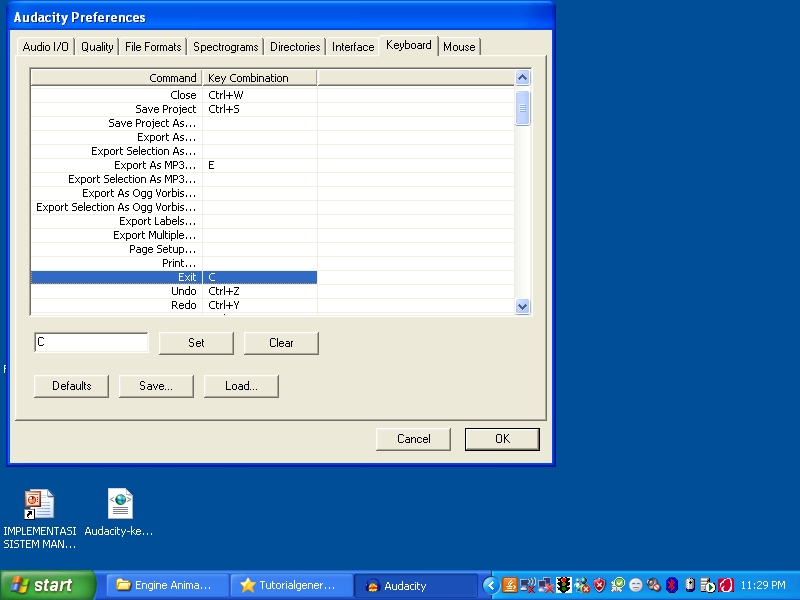 Audacity Preferences
Audio I/O Quality File Formats Spectrograms Directories Interface Keyboard Mouse
Command Key Combination
Close Ctrl+W
Save Project Ctrl+S
Save Project As...
Export As...
Export Selection As...
Export As MP3... E
Export Selection As MP3...
Export As Ogg Vorbis...
Export Selection As Ogg Vorbis...
Export Labels...
Export Multiple...
Page Setup...
Print...
Exit C
Undo Ctrl+Z
Redo Ctrl+Y
C Set Clear
Defaults Save... Load...
Cancel OK
IMPLEMENTASI Audacity-ke...
SISTEM MAN...
start Engine Anima... Tutorialgener... Audacity 11:29 PM